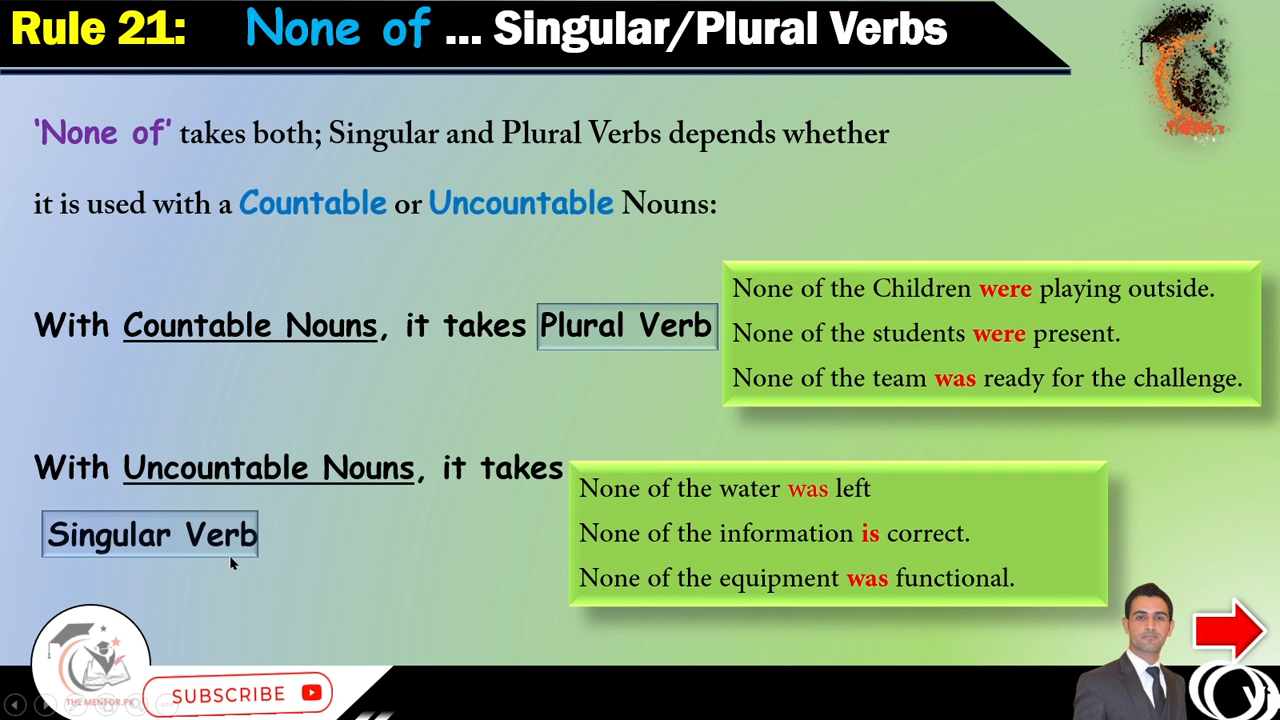 Rule 21: None of ... Singular/Plural Verbs
‘None of’ takes both; Singular and Plural Verbs depends whether
it is used with a Countable or Uncountable Nouns:
With Countable Nouns, it takes Plural Verb
None of the Children were playing outside.
None of the students were present.
None of the team was ready for the challenge.
With Uncountable Nouns, it takes
Singular Verb
None of the water was left
None of the information is correct.
None of the equipment was functional.
THE MENTOR.PK
SUBSCRIBE